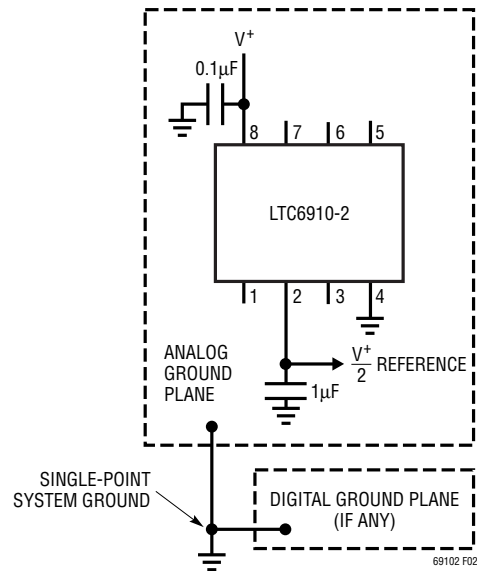 V+
0.1μF
8
7
6
5
LTC6910-2
1
2
3
4
V+
2
REFERENCE
1μF
ANALOG
GROUND
PLANE
SINGLE-POINT
SYSTEM GROUND
DIGITAL GROUND PLANE
(IF ANY)
69102 F02